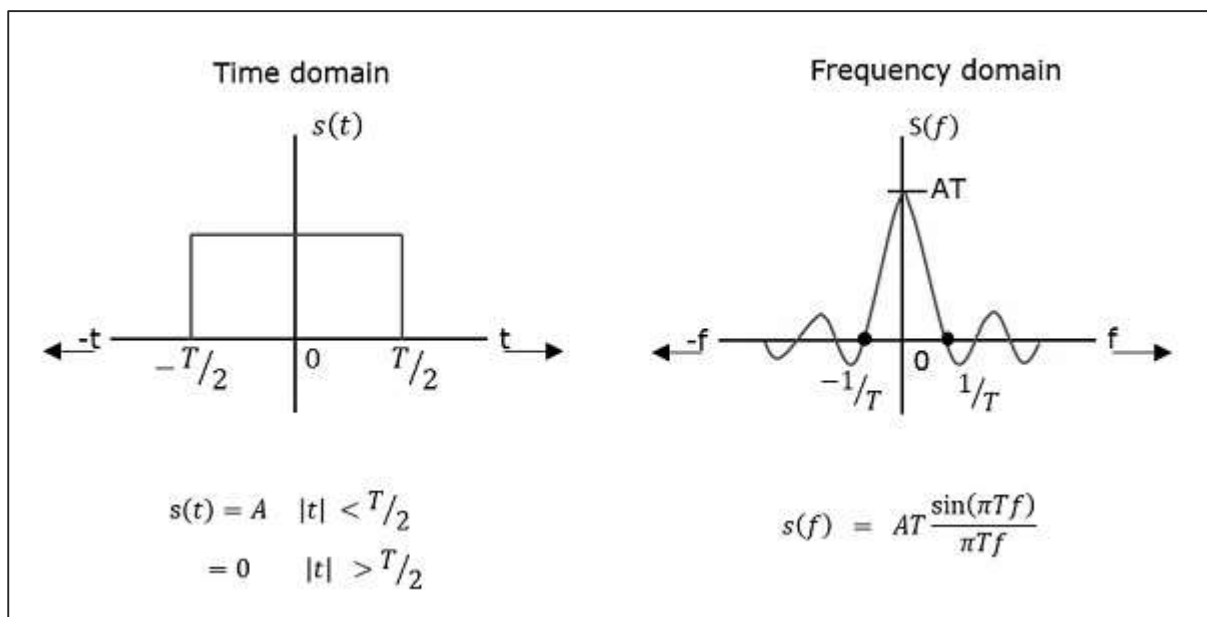 Time domain
s(t)
-t
t
− T/2
0
T/2
s(t) = A |t| < T/2
= 0 |t| > T/2
Frequency domain
S(f)
AT
-f
f
−1/T
0
1/T
s(f) = AT sin(πTf)/πTf